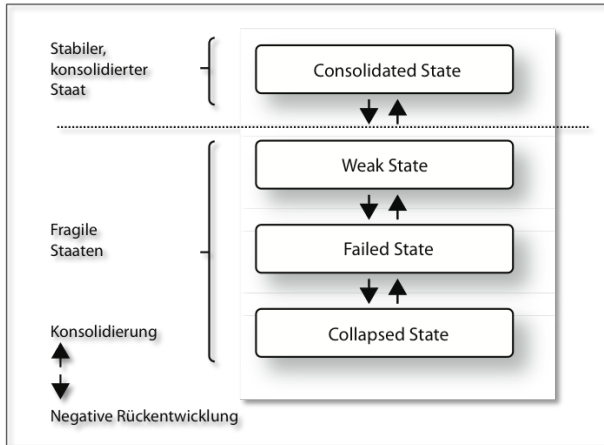 Stabiler,
konsolidierter
Staat
Consolidated State
Weak State
Fragile
Staaten
Failed State
Collapsed State
Konsolidierung
Negative Rückentwicklung